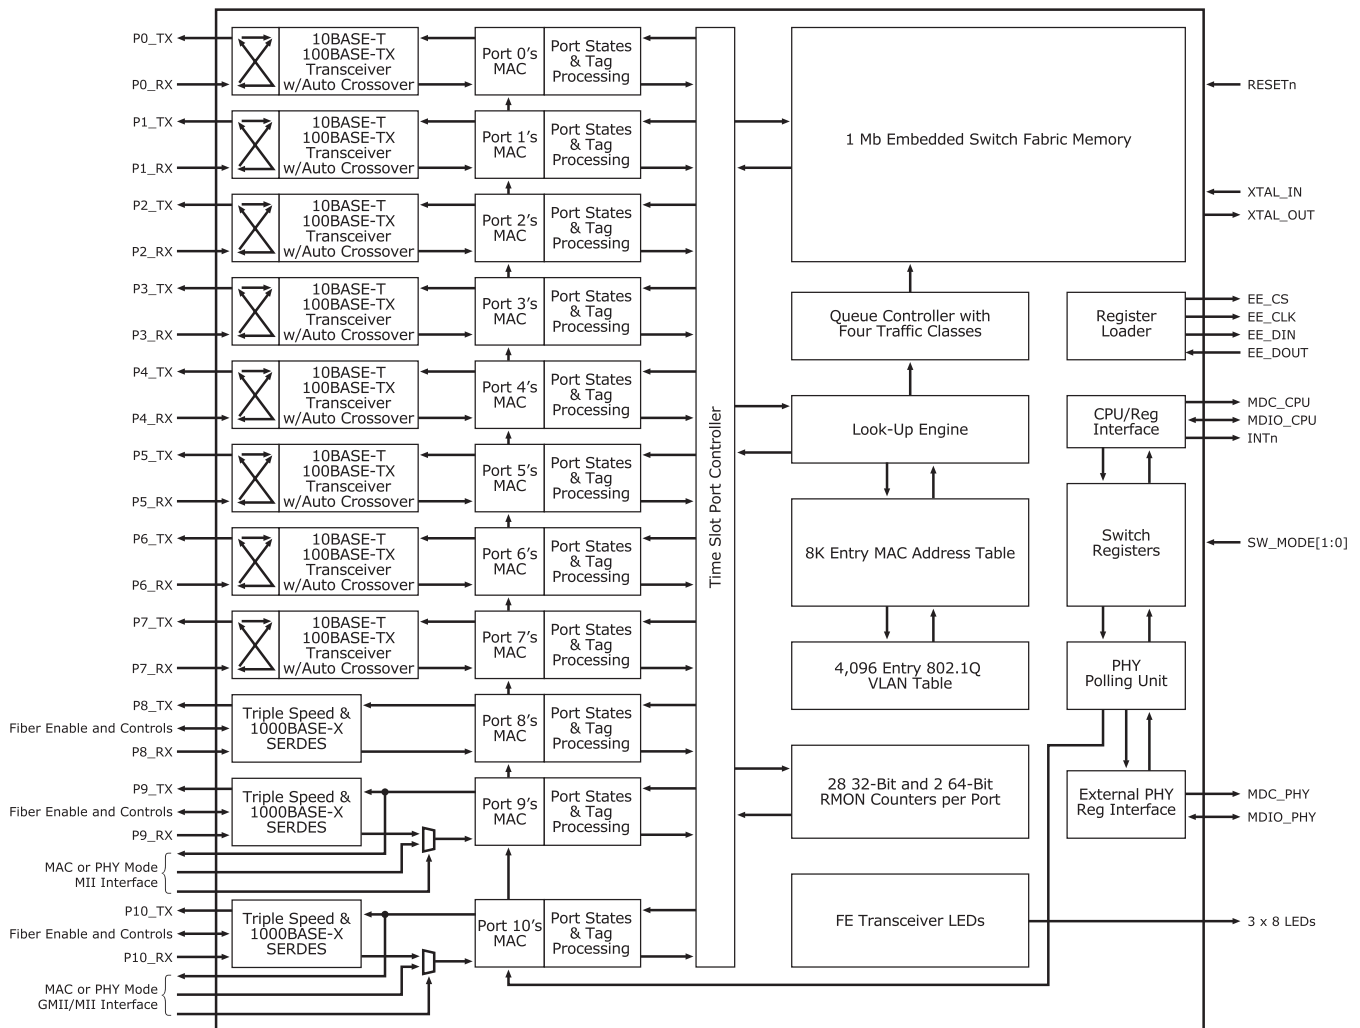 P0_TX
P0_RX
10BASE-T
100BASE-TX
Transceiver
w/Auto Crossover
Port 0's
MAC
Port States
& Tag
Processing
P1_TX
P1_RX
10BASE-T
100BASE-TX
Transceiver
w/Auto Crossover
Port 1's
MAC
Port States
& Tag
Processing
P2_TX
P2_RX
10BASE-T
100BASE-TX
Transceiver
w/Auto Crossover
Port 2's
MAC
Port States
& Tag
Processing
P3_TX
P3_RX
10BASE-T
100BASE-TX
Transceiver
w/Auto Crossover
Port 3's
MAC
Port States
& Tag
Processing
P4_TX
P4_RX
10BASE-T
100BASE-TX
Transceiver
w/Auto Crossover
Port 4's
MAC
Port States
& Tag
Processing
P5_TX
P5_RX
10BASE-T
100BASE-TX
Transceiver
w/Auto Crossover
Port 5's
MAC
Port States
& Tag
Processing
P6_TX
P6_RX
10BASE-T
100BASE-TX
Transceiver
w/Auto Crossover
Port 6's
MAC
Port States
& Tag
Processing
P7_TX
P7_RX
10BASE-T
100BASE-TX
Transceiver
w/Auto Crossover
Port 7's
MAC
Port States
& Tag
Processing
P8_TX
Fiber Enable and Controls
P8_RX
Triple Speed &
1000BASE-X
SERDES
Port 8's
MAC
Port States
& Tag
Processing
P9_TX
Fiber Enable and Controls
P9_RX
MAC or PHY Mode
MII Interface
Triple Speed &
1000BASE-X
SERDES
Port 9's
MAC
Port States
& Tag
Processing
P10_TX
Fiber Enable and Controls
P10_RX
MAC or PHY Mode
GMII/MII Interface
Triple Speed &
1000BASE-X
SERDES
Port 10's
MAC
Port States
& Tag
Processing
Time Slot Port Controller
1 Mb Embedded Switch Fabric Memory
Queue Controller with
Four Traffic Classes
Look-Up Engine
8K Entry MAC Address Table
4,096 Entry 802.1Q
VLAN Table
28 32-Bit and 2 64-Bit
RMON Counters per Port
FE Transceiver LEDs
Register
Loader
CPU/Reg
Interface
Switch
Registers
PHY
Polling Unit
External PHY
Reg Interface
RESETn
XTAL_IN
XTAL_OUT
EE_CS
EE_CLK
EE_DIN
EE_DOUT
MDC_CPU
MDIO_CPU
INTn
SW_MODE[1:0]
MDC_PHY
MDIO_PHY
3 x 8 LEDs